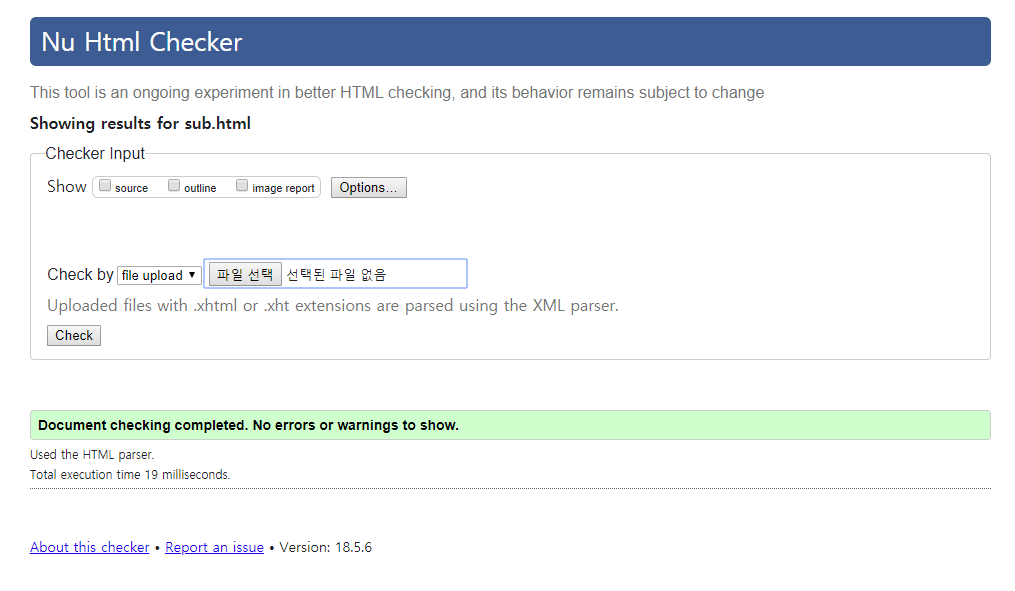 Nu Html Checker
This tool is an ongoing experiment in better HTML checking, and its behavior remains subject to change
Showing results for sub.html
Checker Input
Show source outline image report Options...
Check by file upload ▼ 파일 선택 선택된 파일 없음
Uploaded files with .xhtml or .xht extensions are parsed using the XML parser.
Check
Document checking completed. No errors or warnings to show.
Used the HTML parser.
Total execution time 19 milliseconds.
About this checker • Report an issue • Version: 18.5.6